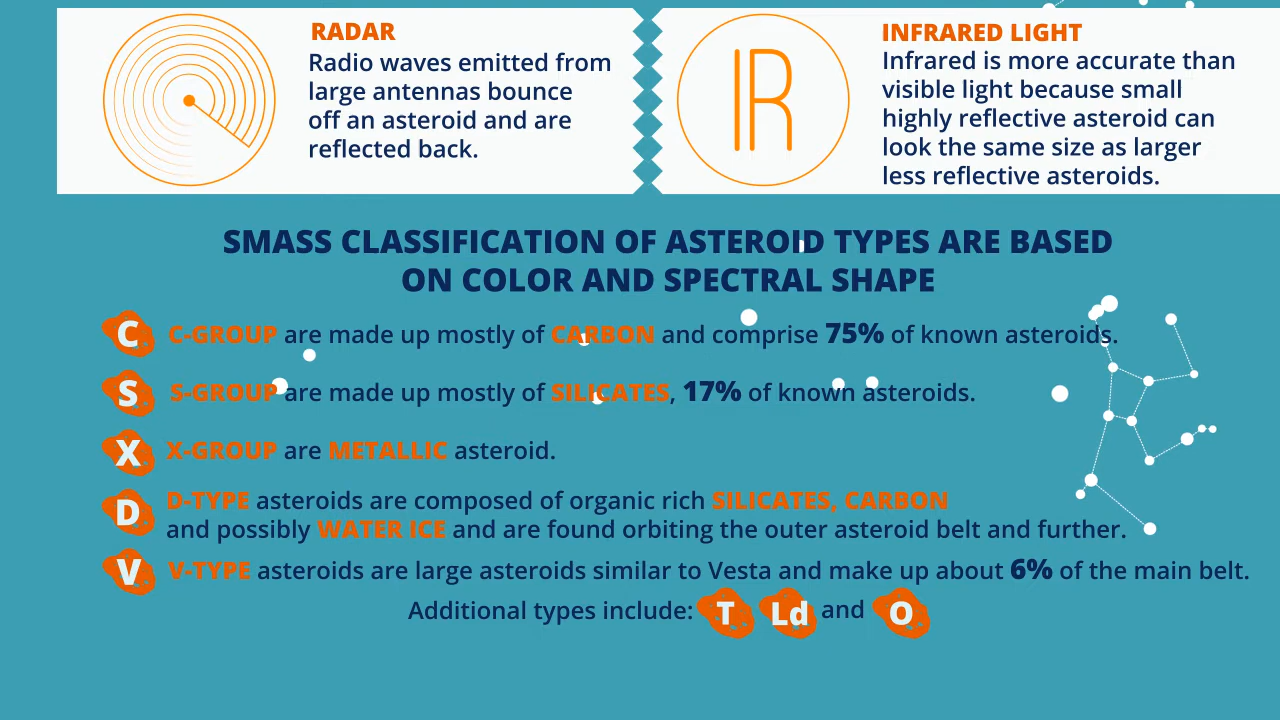 RADAR
Radio waves emitted from
large antennas bounce
off an asteroid and are
reflected back.
IR
INFRARED LIGHT
Infrared is more accurate than
visible light because small
highly reflective asteroid can
look the same size as larger
less reflective asteroids.
SMASS CLASSIFICATION OF ASTEROID TYPES ARE BASED
ON COLOR AND SPECTRAL SHAPE
C C-GROUP are made up mostly of CARBON and comprise 75% of known asteroids.
S S-GROUP are made up mostly of SILICATES, 17% of known asteroids.
X X-GROUP are METALLIC asteroid.
D D-TYPE asteroids are composed of organic rich SILICATES, CARBON
and possibly WATER ICE and are found orbiting the outer asteroid belt and further.
V V-TYPE asteroids are large asteroids similar to Vesta and make up about 6% of the main belt.
Additional types include: T Ld and O